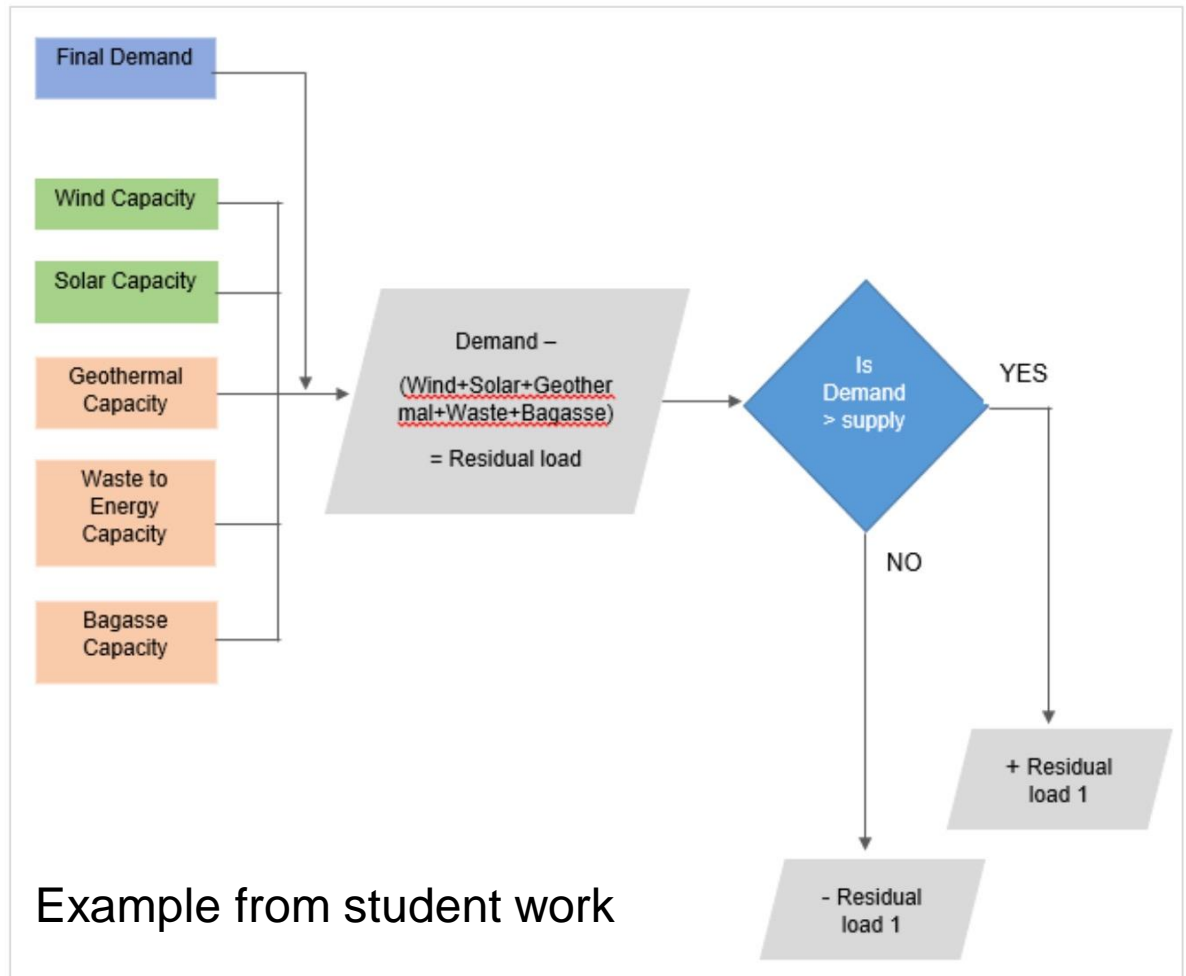 Final Demand
Wind Capacity
Solar Capacity
Geothermal
Capacity
Waste to
Energy
Capacity
Bagasse
Capacity
Demand –
(Wind+Solar+Geother
mal+Waste+Bagasse)
= Residual load
Is
Demand
> supply
YES
NO
+ Residual
load 1
- Residual
load 1
Example from student work